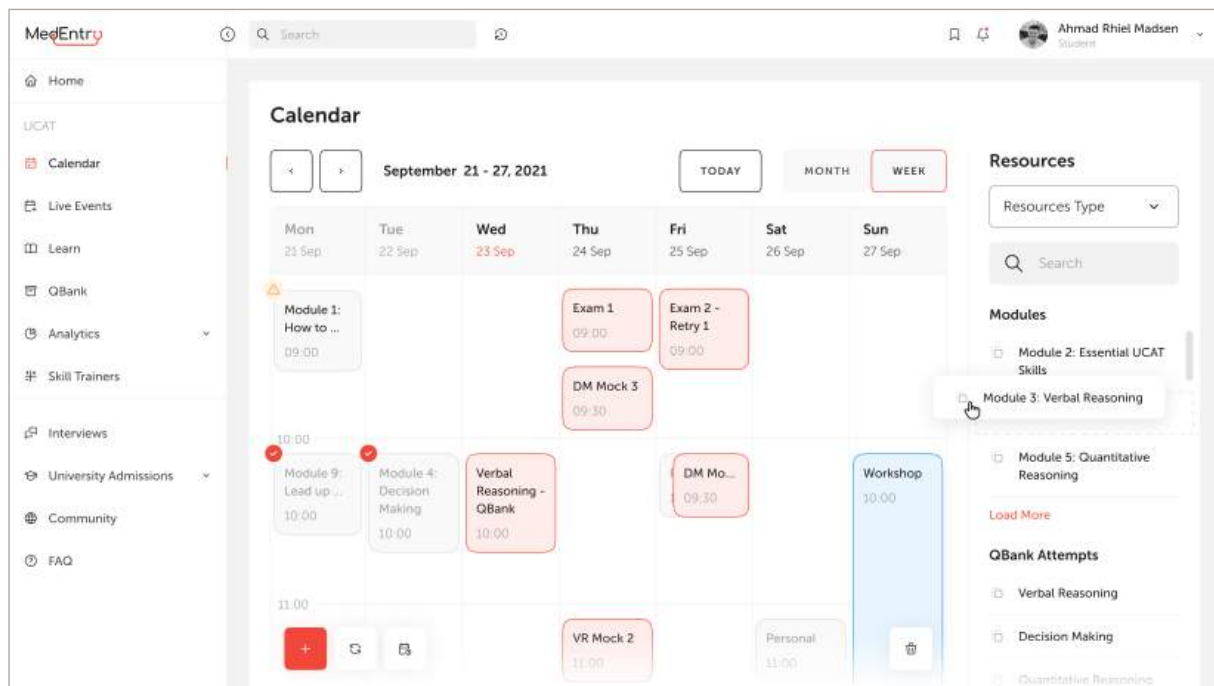 MedEntry
Search
Ahmad Rhiel Madsen
Student
Home
UCAT
Calendar
Live Events
Learn
QBank
Analytics
Skill Trainers
Interviews
University Admissions
Community
FAQ
Calendar
September 21 - 27, 2021
TODAY
MONTH
WEEK
Mon
21 Sep
Tue
22 Sep
Wed
23 Sep
Thu
24 Sep
Fri
25 Sep
Sat
26 Sep
Sun
27 Sep
Module 1:
How to ...
09:00
Exam 1
09:00
Exam 2 -
Retry 1
09:00
DM Mock 3
09:30
10:00
Module 9:
Lead up ...
10:00
Module 4:
Decision
Making
10:00
Verbal
Reasoning -
QBank
10:00
DM Mo...
09:30
Workshop
10:00
11:00
VR Mock 2
11:00
Personal
11:00
Resources
Resources Type
Search
Modules
Module 2: Essential UCAT
Skills
Module 3: Verbal Reasoning
Module 5: Quantitative
Reasoning
Load More
QBank Attempts
Verbal Reasoning
Decision Making
Quantitative Reasoning